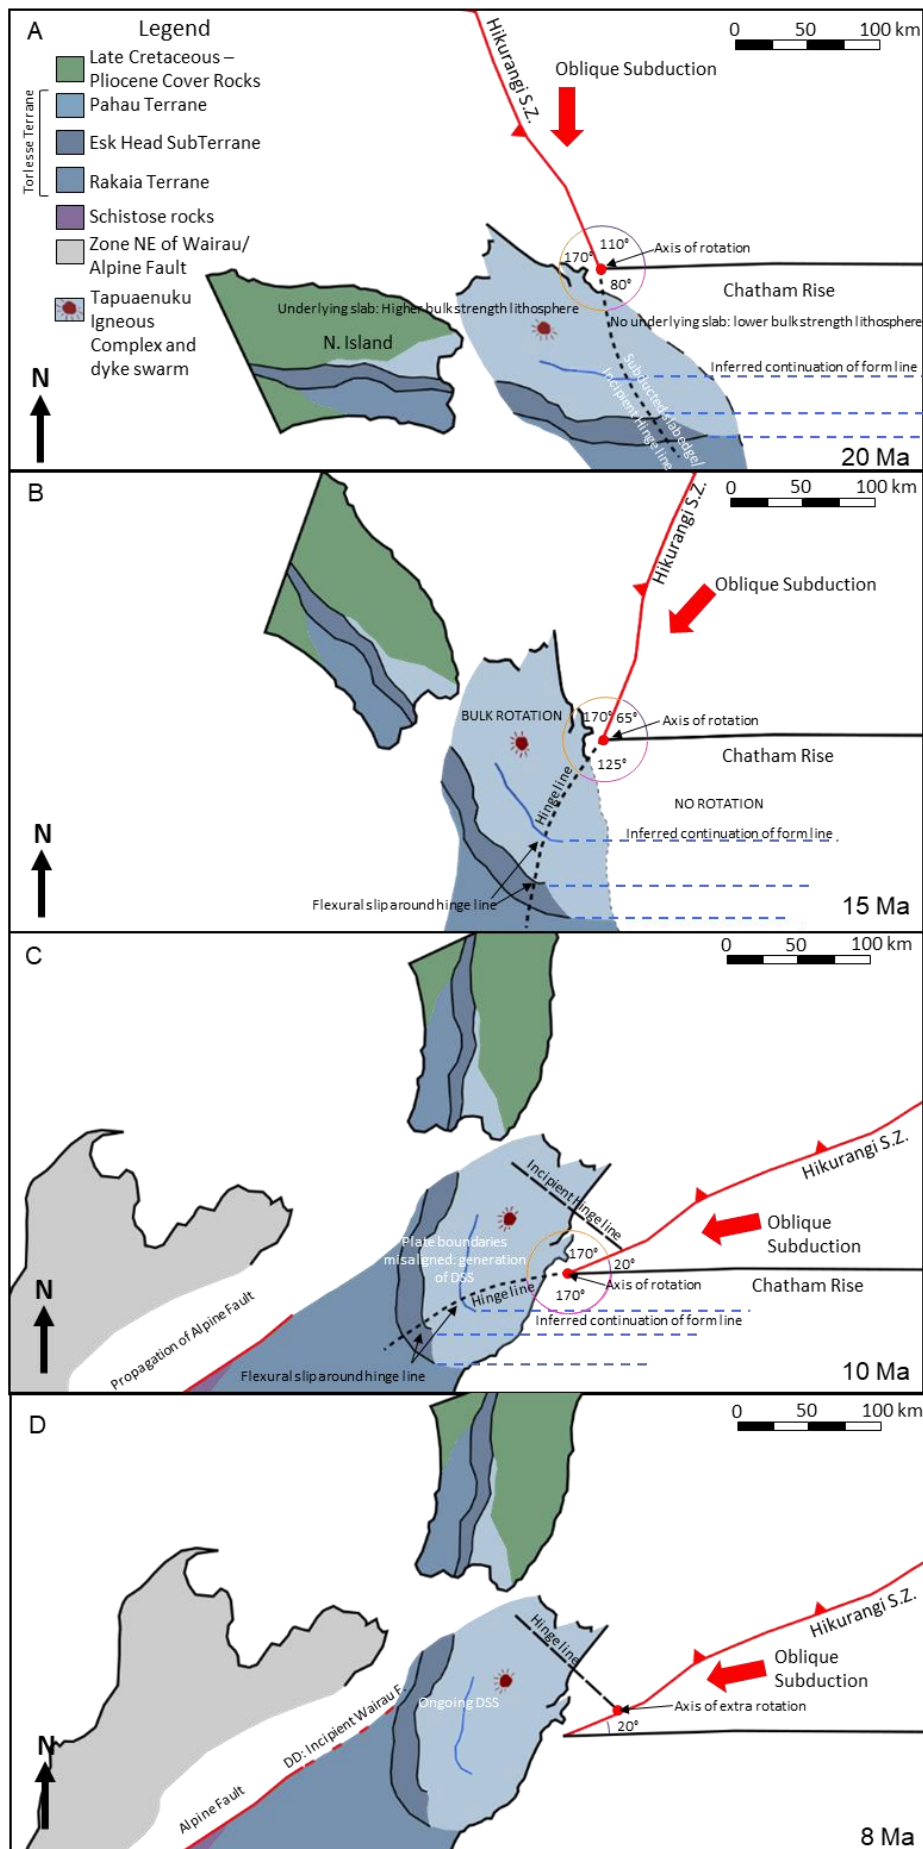 A
Legend
Late Cretaceous –
Pliocene Cover Rocks
Torlesse Terrane
Pahau Terrane
Esk Head SubTerrane
Rakaia Terrane
Schistose rocks
Zone NE of Wairau/
Alpine Fault
Tapuaenuku
Igneous
Complex and
dyke swarm
N
Hikurangi S.Z.
Oblique Subduction
0 50 100 km
110°
170°
80°
Axis of rotation
Chatham Rise
Underlying slab: Higher bulk strength lithosphere
No underlying slab: lower bulk strength lithosphere
N. Island
Subducted slab edge/
Incipient Hinge line
Inferred continuation of form line
20 Ma
B
0 50 100 km
Hikurangi S.Z.
Oblique Subduction
BULK ROTATION
170° 65°
125°
Axis of rotation
Chatham Rise
Hinge line
NO ROTATION
Inferred continuation of form line
N
Flexural slip around hinge line
15 Ma
C
0 50 100 km
Hikurangi S.Z.
Incipient Hinge line
Oblique
Subduction
Plate boundaries
misaligned: generation
of DSS
170°
20°
170°
Axis of rotation
Chatham Rise
Hinge line
Inferred continuation of form line
N
Propagation of Alpine Fault
Flexural slip around hinge line
10 Ma
D
0 50 100 km
Hikurangi S.Z.
Hinge line
Oblique
Subduction
Ongoing DSS
Axis of extra rotation
20°
N
DD: Incipient Wairau F.
Alpine Fault
8 Ma